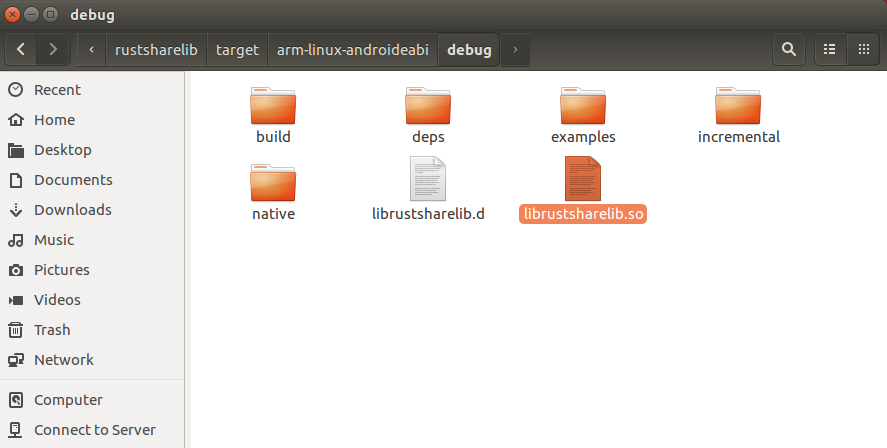 debug
rustsharelib target arm-linux-androideabi debug
Recent
Home
Desktop
Documents
Downloads
Music
Pictures
Videos
Trash
Network
Computer
Connect to Server
build deps examples incremental
native librustsharelib.d librustsharelib.so